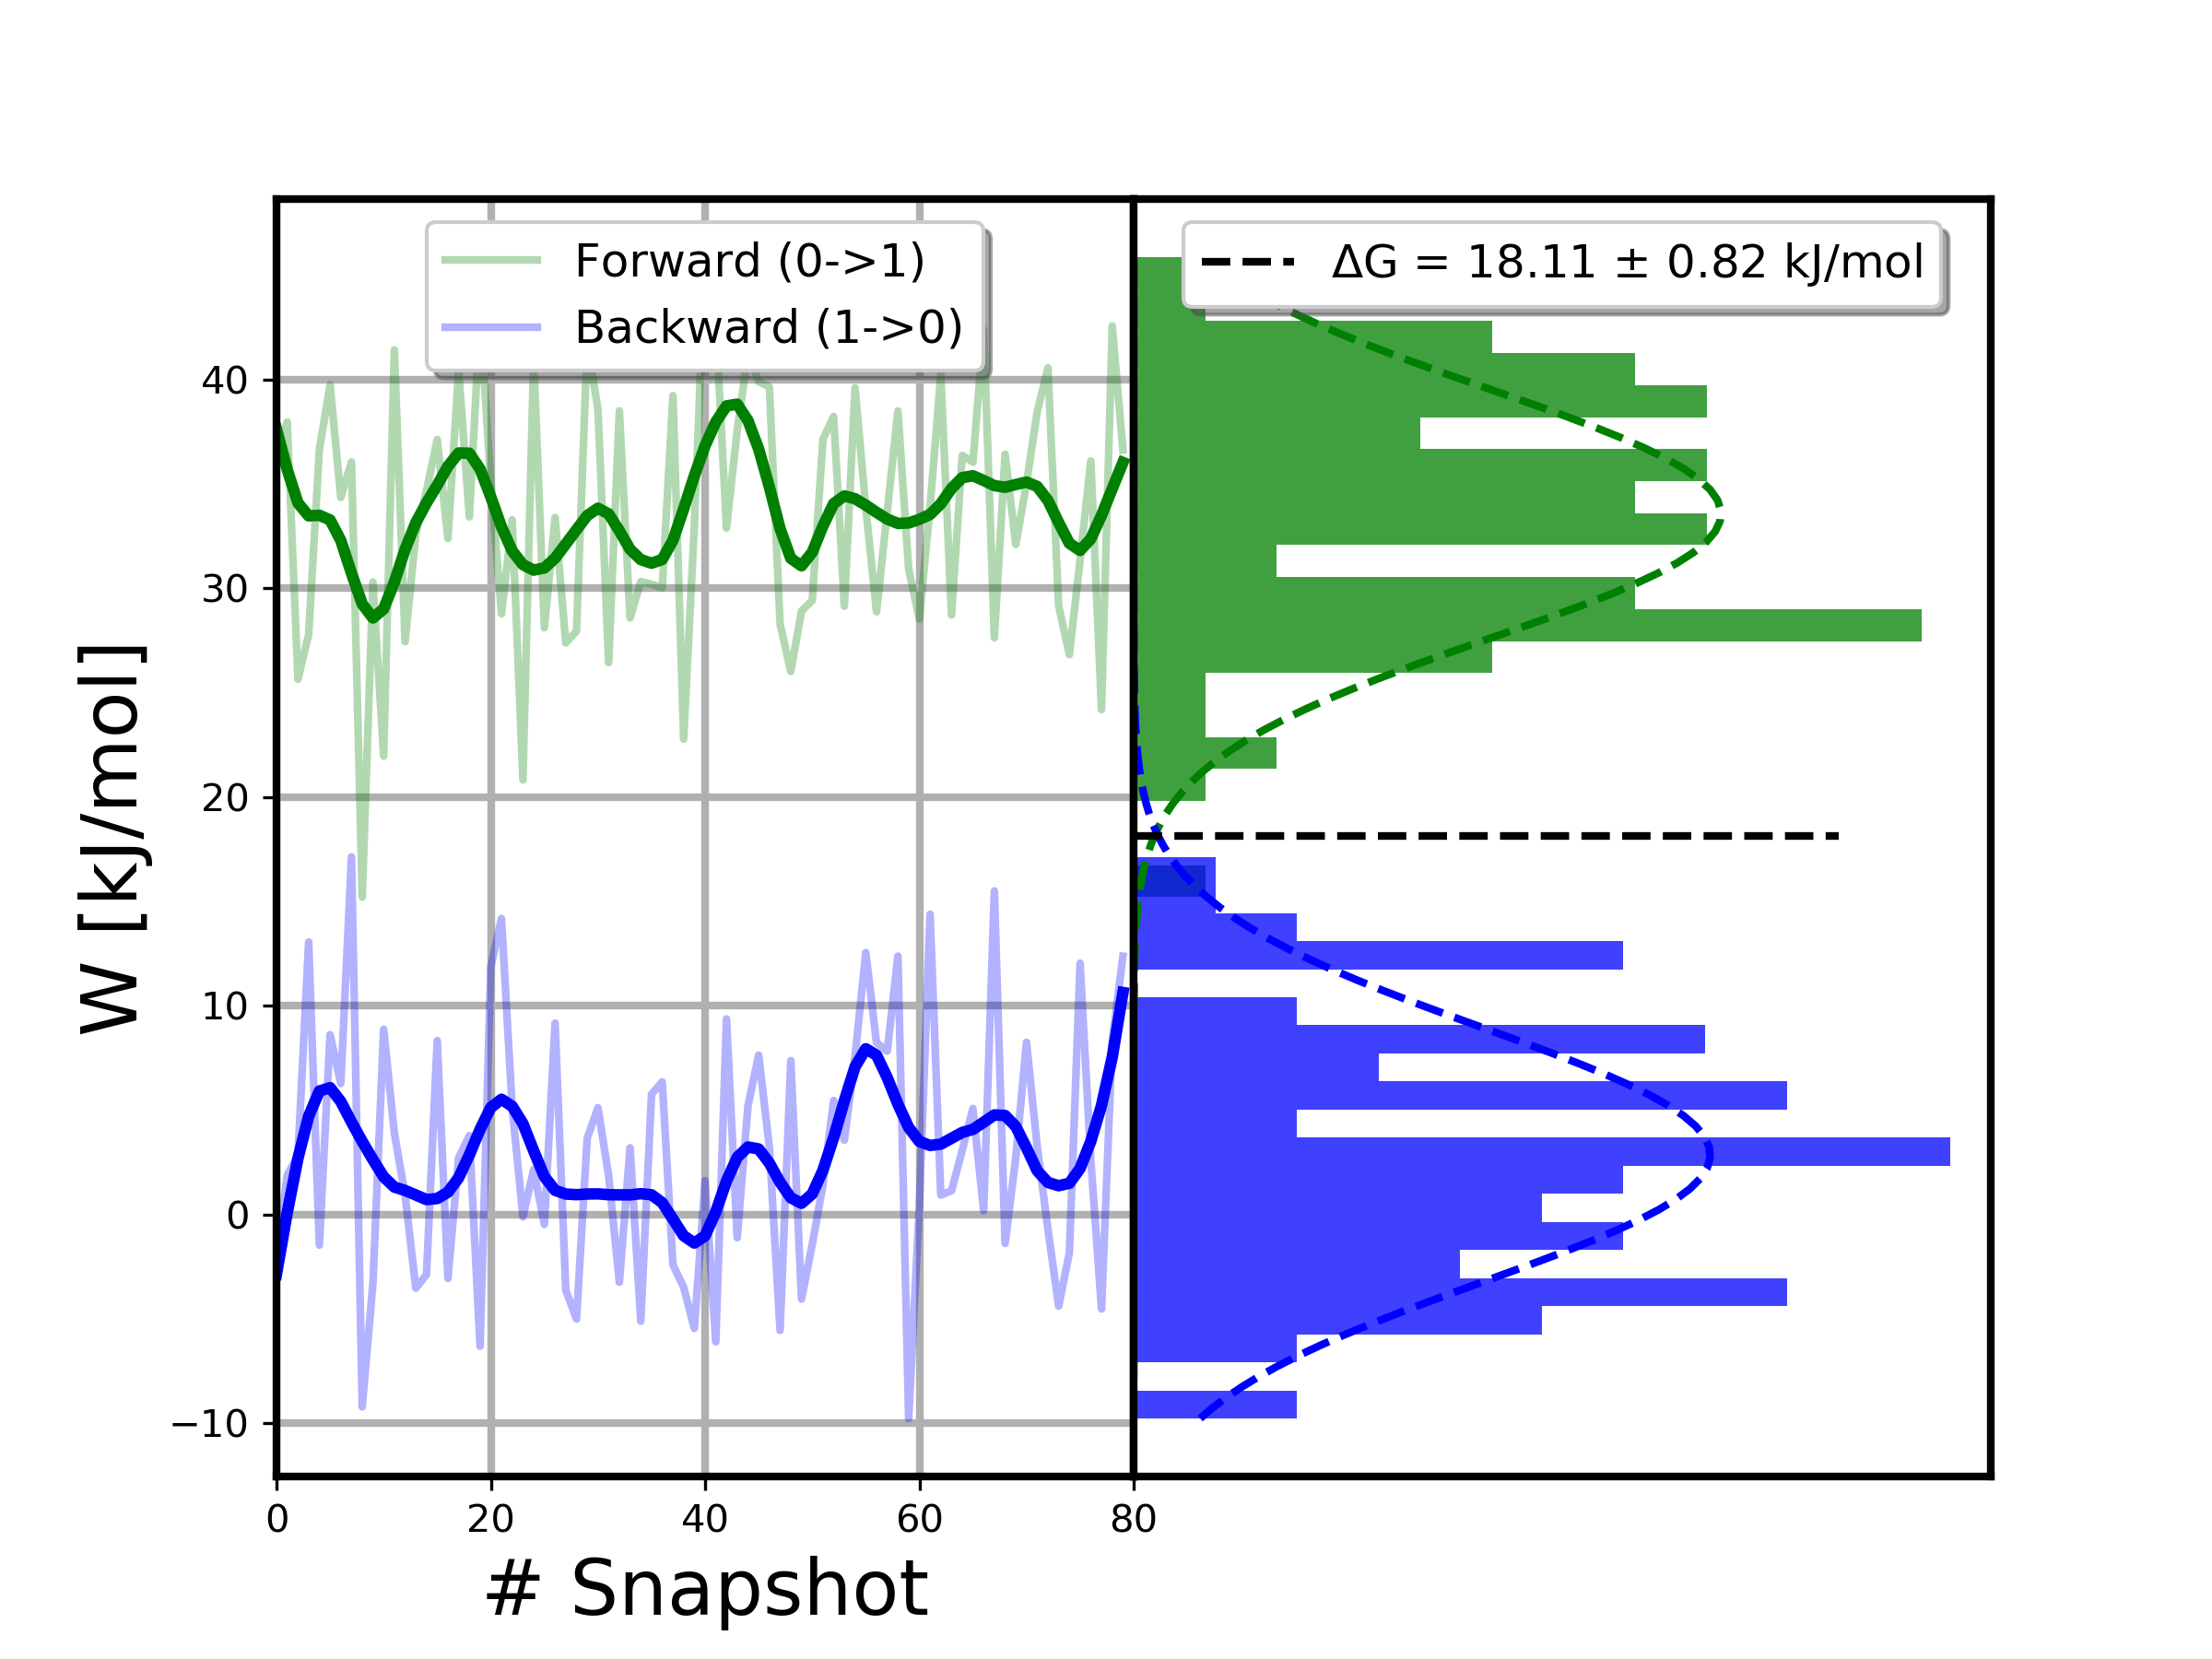 Forward (0->1)
Backward (1->0)
ΔG = 18.11 ± 0.82 kJ/mol
W [kJ/mol]
40
30
20
10
0
−10
0
20
40
60
80
# Snapshot